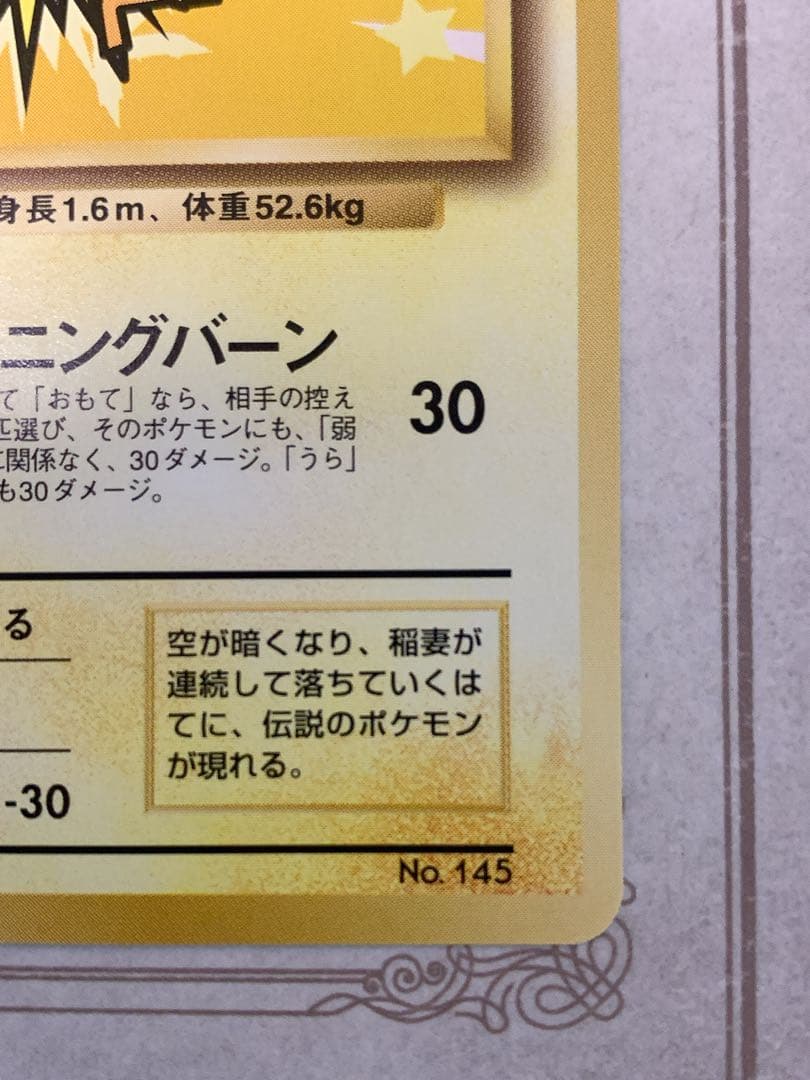 身長1.6m、体重52.6kg
ニングバーン
て「おもて」なら、相手の控え
30
匹選び、そのポケモンにも、「弱
に関係なく、30ダメージ。「うら」
も30ダメージ。
る
空が暗くなり、稲妻が
連続して落ちていくは
てに、伝説のポケモン
が現れる。
-30
No. 145